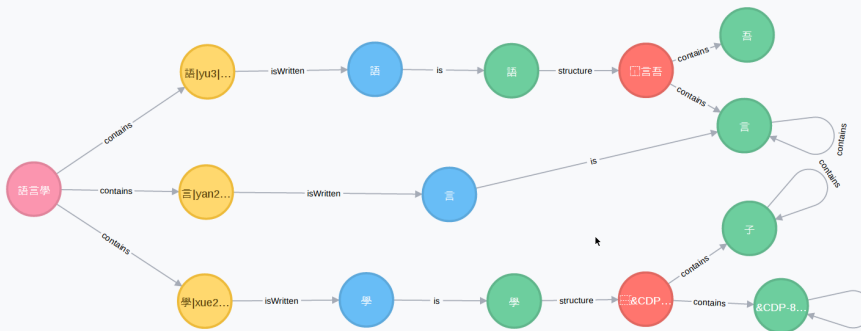 吾
contains
語|yu3|...
isWritten
語
is
語
structure
⿰言吾
contains
言
contains
contains
is
contains
語言學
contains
言|yan2...
isWritten
言
子
contains
contains
學|xue2...
isWritten
學
is
學
structure
⿱&CDP...
contains
&CDP-8...